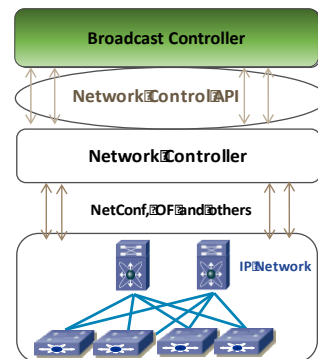 Broadcast Controller
Network Control API
Network Controller
NetConf, OF and others
IP Network